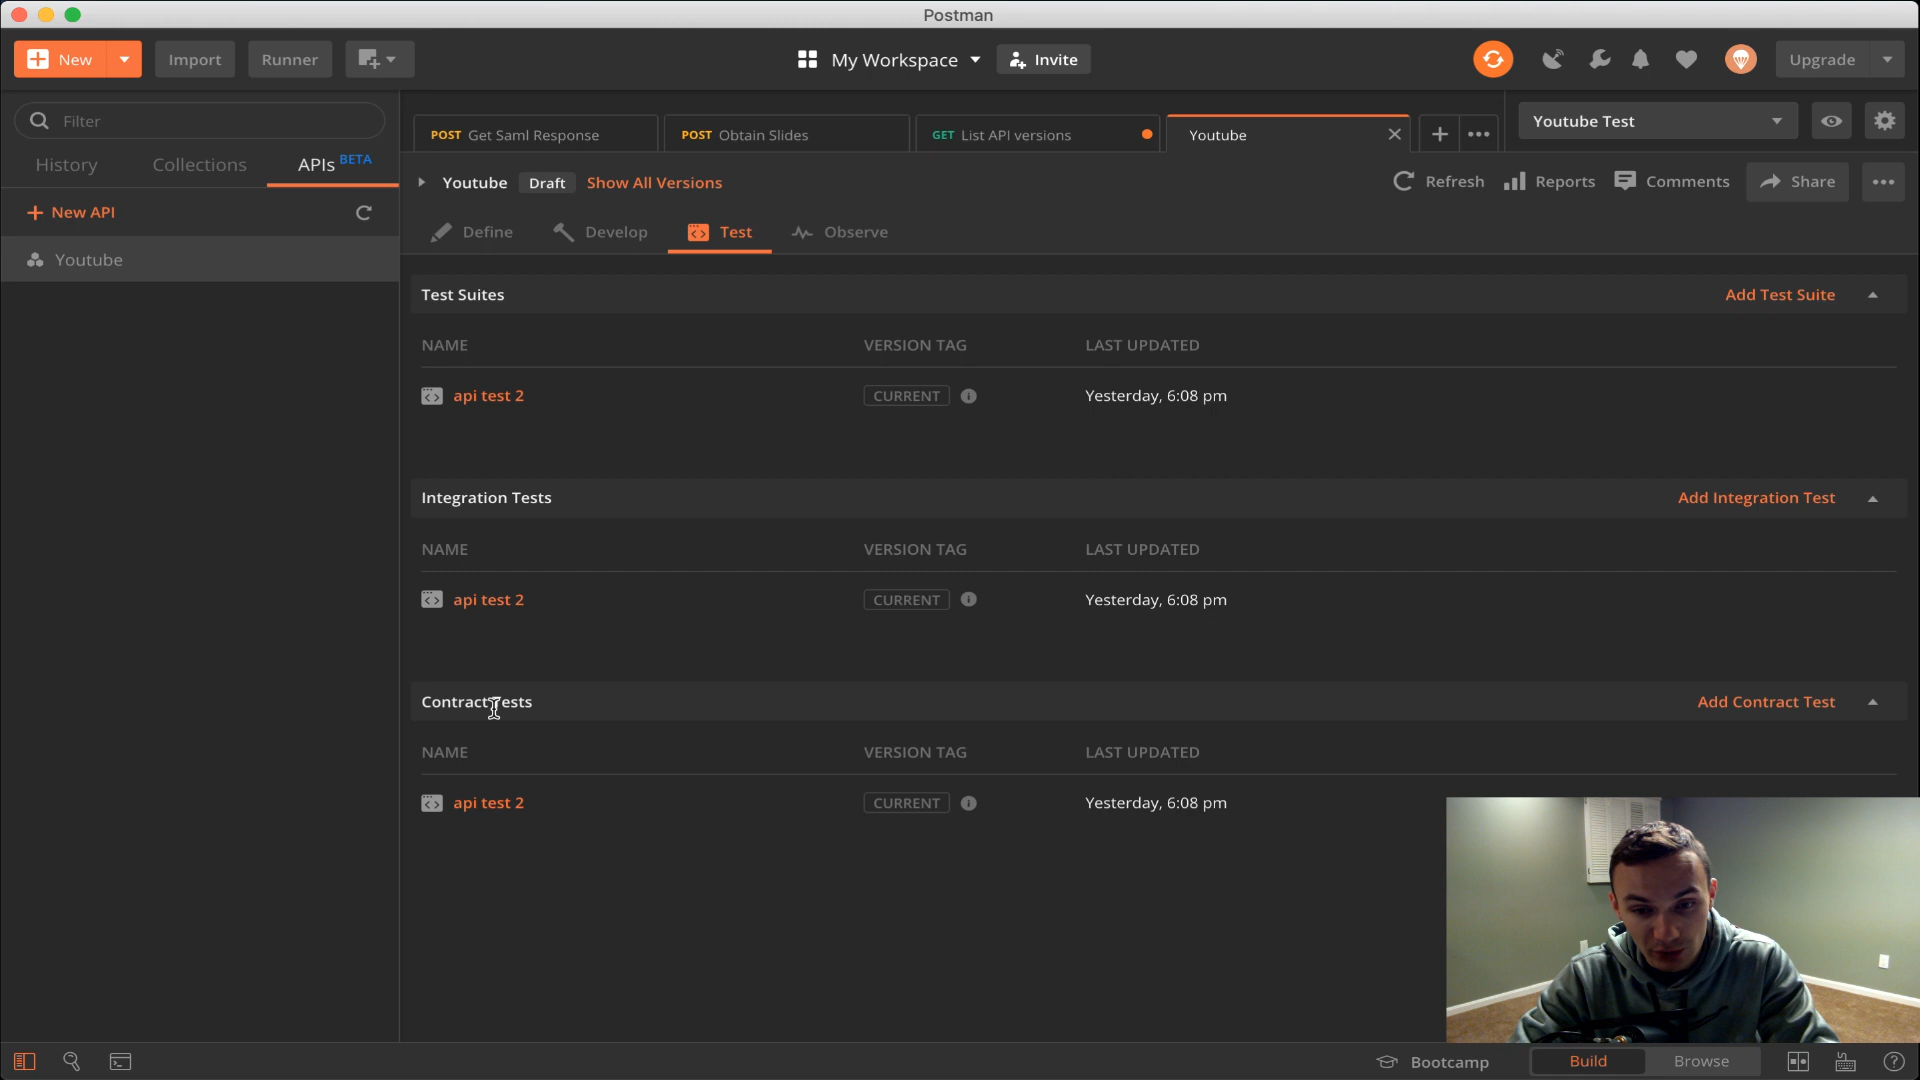 Postman
New
Import
Runner
My Workspace
Invite
Upgrade
Filter
History
Collections
APIs BETA
New API
Youtube
POST Get Saml Response
POST Obtain Slides
GET List API versions
Youtube
Youtube Test
Youtube
Draft
Show All Versions
Refresh
Reports
Comments
Share
Define
Develop
Test
Observe
Test Suites
Add Test Suite
NAME VERSION TAG LAST UPDATED
api test 2 CURRENT Yesterday, 6:08 pm
Integration Tests
Add Integration Test
NAME VERSION TAG LAST UPDATED
api test 2 CURRENT Yesterday, 6:08 pm
Contract Tests
Add Contract Test
NAME VERSION TAG LAST UPDATED
api test 2 CURRENT Yesterday, 6:08 pm
Bootcamp
Build
Browse